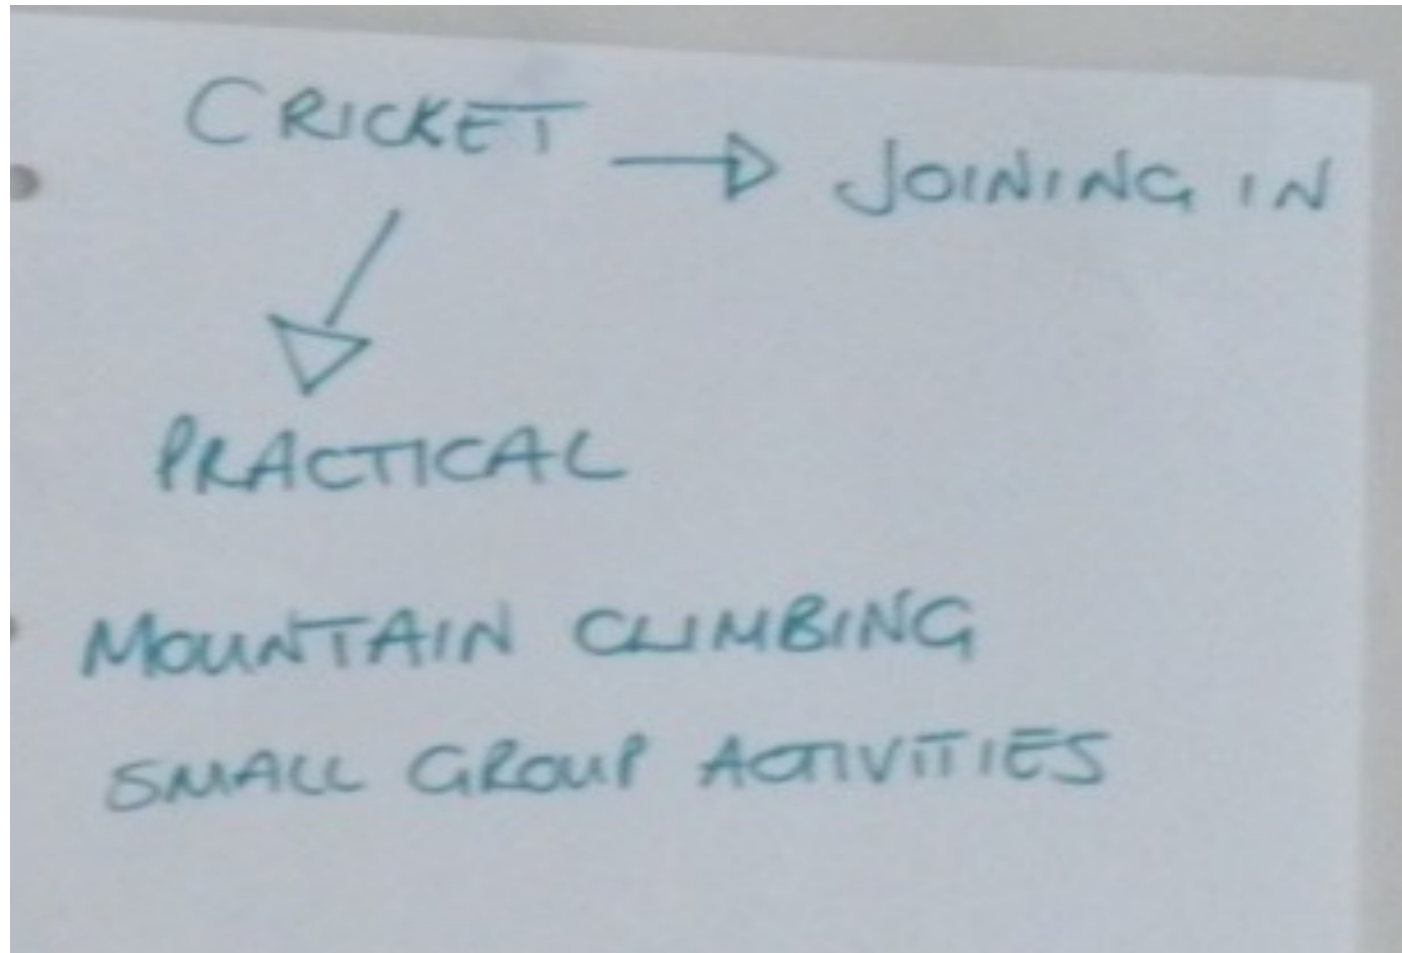 CRICKET
JOINING IN
PRACTICAL
MOUNTAIN CLIMBING
SMALL GROUP ACTIVITIES